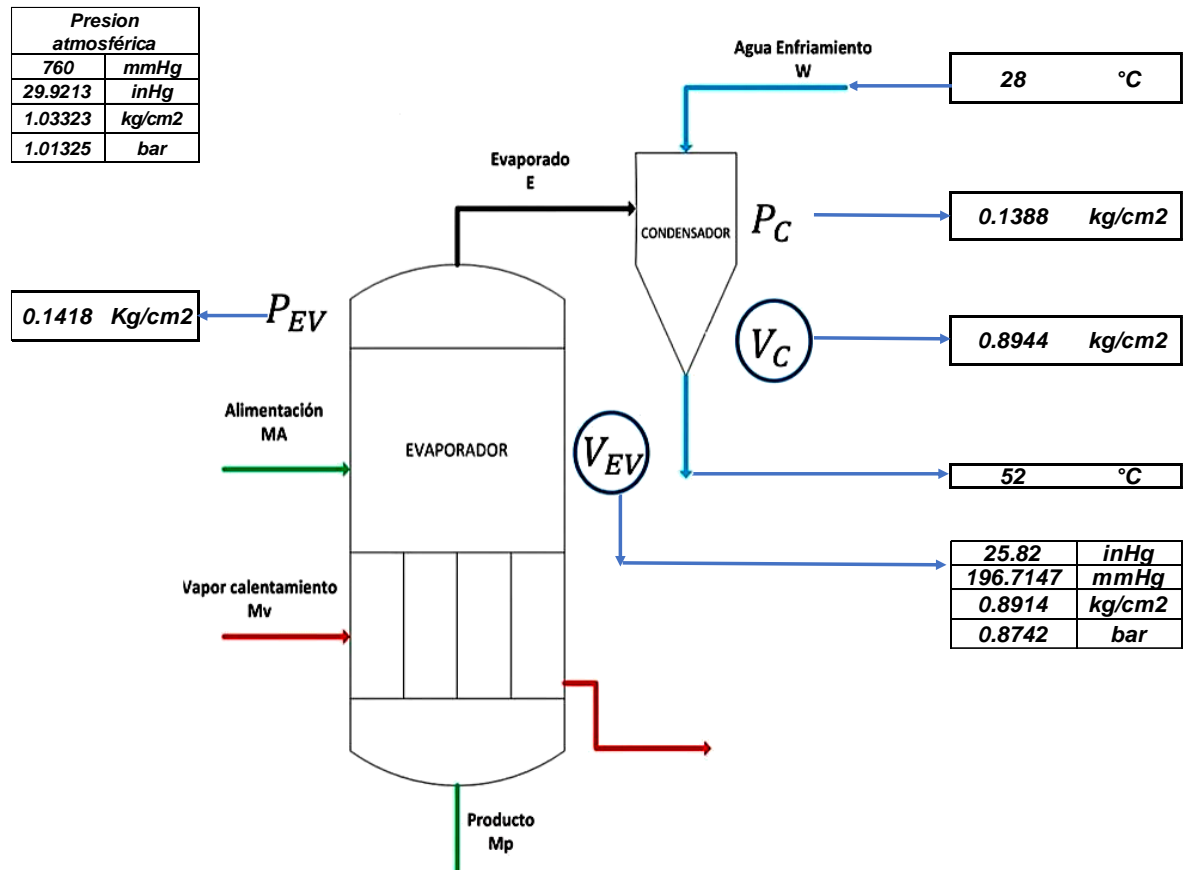 Presion
atmosférica
760 mmHg
29.9213 inHg
1.03323 kg/cm2
1.01325 bar
Agua Enfriamiento
W
28 °C
Evaporado
E
CONDENSADOR
P_C
0.1388 kg/cm2
0.1418 Kg/cm2
P_EV
V_C
0.8944 kg/cm2
Alimentación
MA
EVAPORADOR
V_EV
52 °C
25.82 inHg
196.7147 mmHg
0.8914 kg/cm2
0.8742 bar
Vapor calentamiento
Mv
Producto
Mp